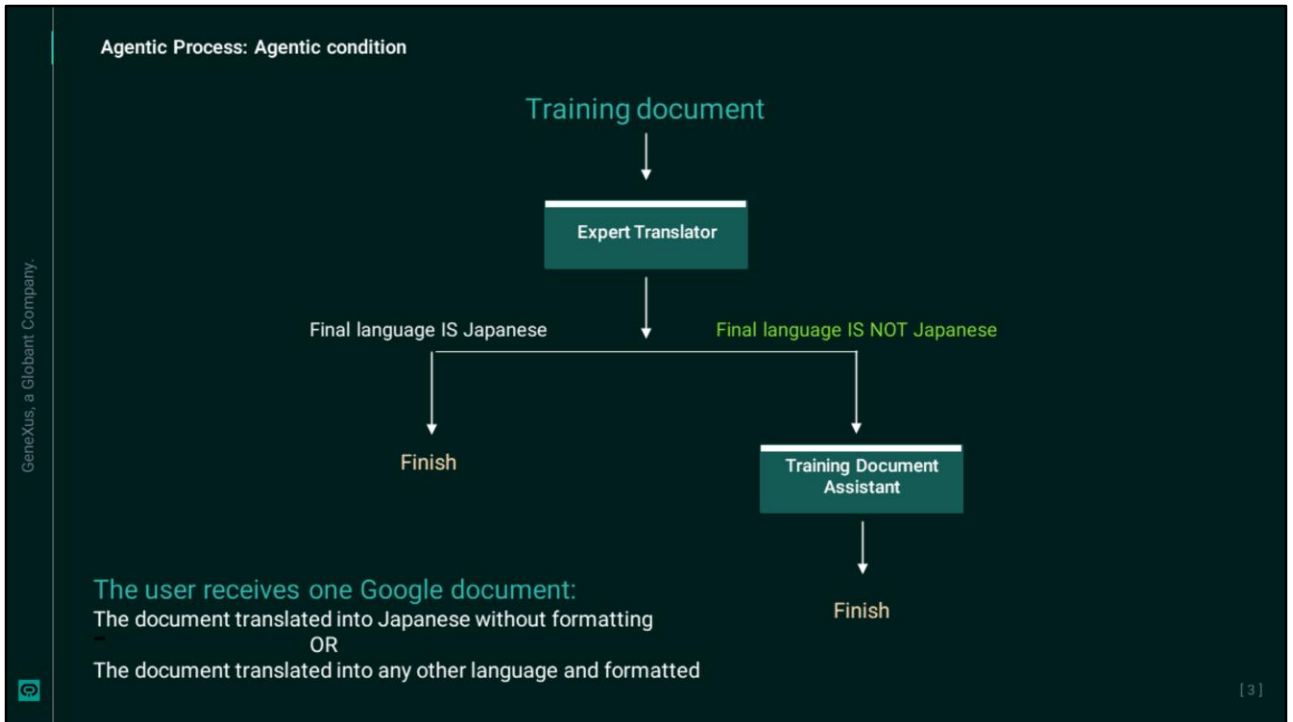 Agentic Process: Agentic condition
Training document
Expert Translator
Final language IS Japanese
Final language IS NOT Japanese
Finish
Training Document
Assistant
Finish
The user receives one Google document:
The document translated into Japanese without formatting
OR
The document translated into any other language and formatted
GeneXus, a Globant Company.
[ 3 ]